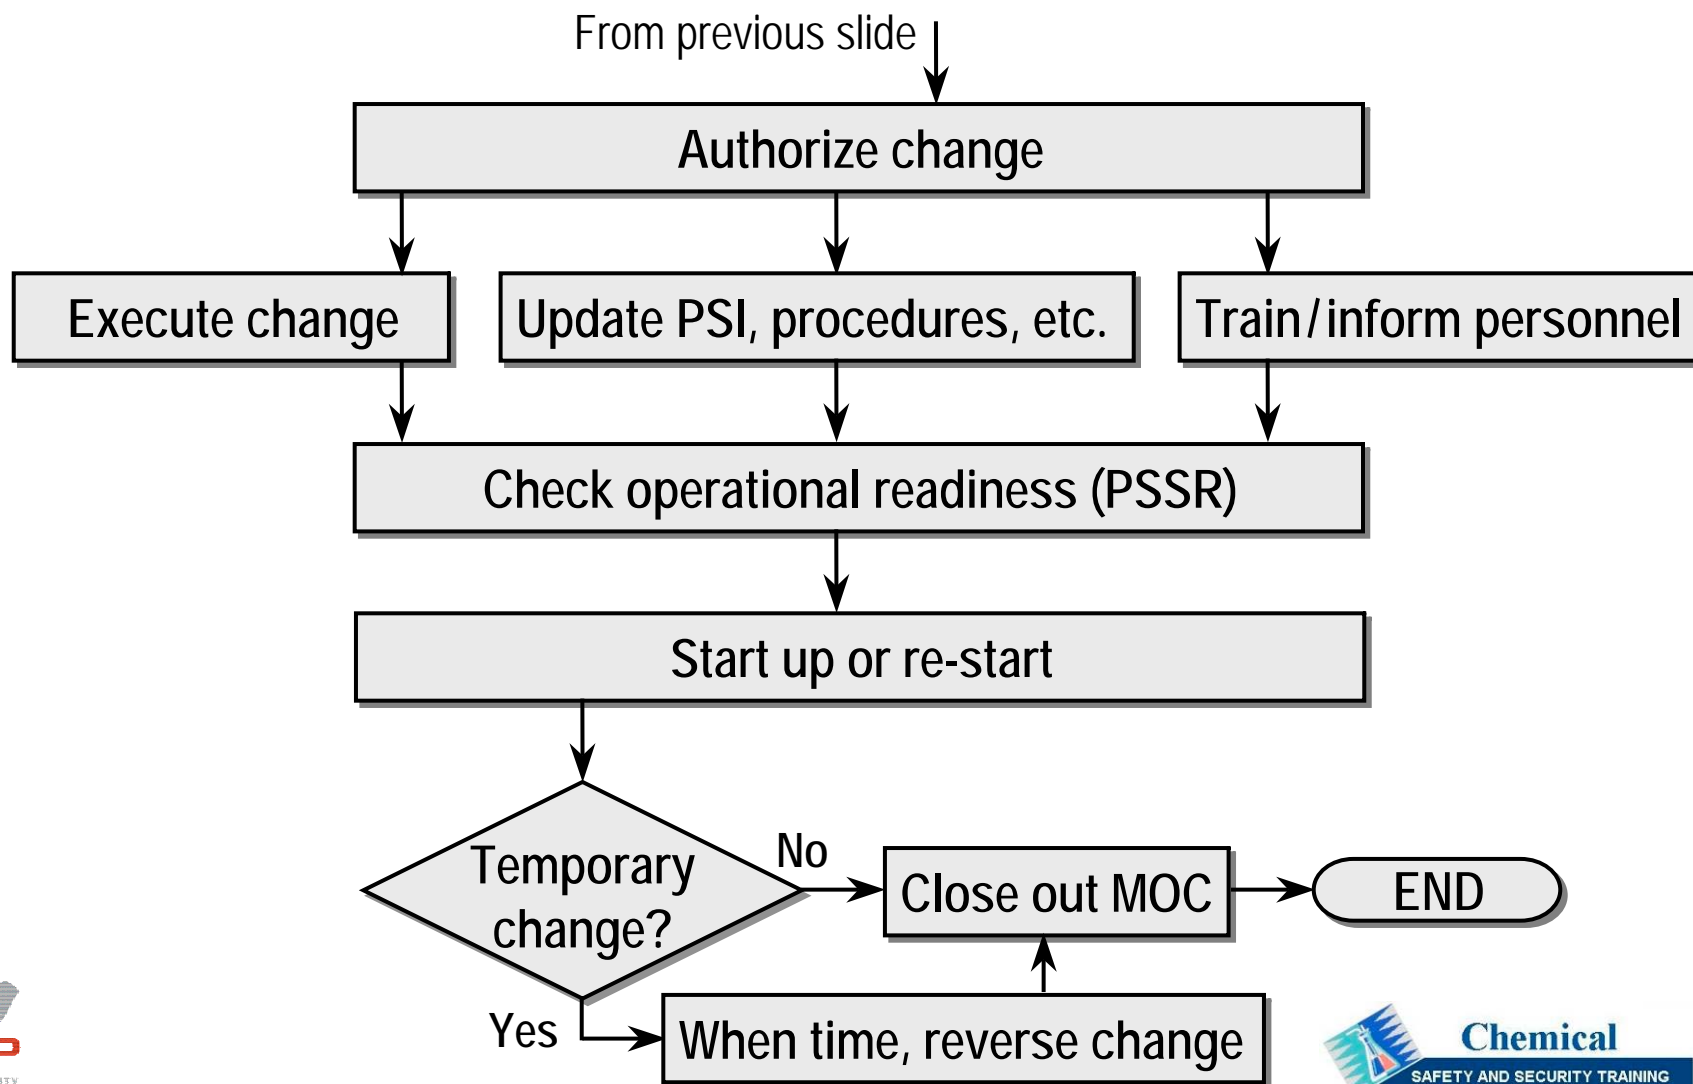 From previous slide
Authorize change
Execute change
Update PSI, procedures, etc.
Train/inform personnel
Check operational readiness (PSSR)
Start up or re-start
Temporary
change?
No
Close out MOC
END
Yes
When time, reverse change
Chemical
SAFETY AND SECURITY TRAINING